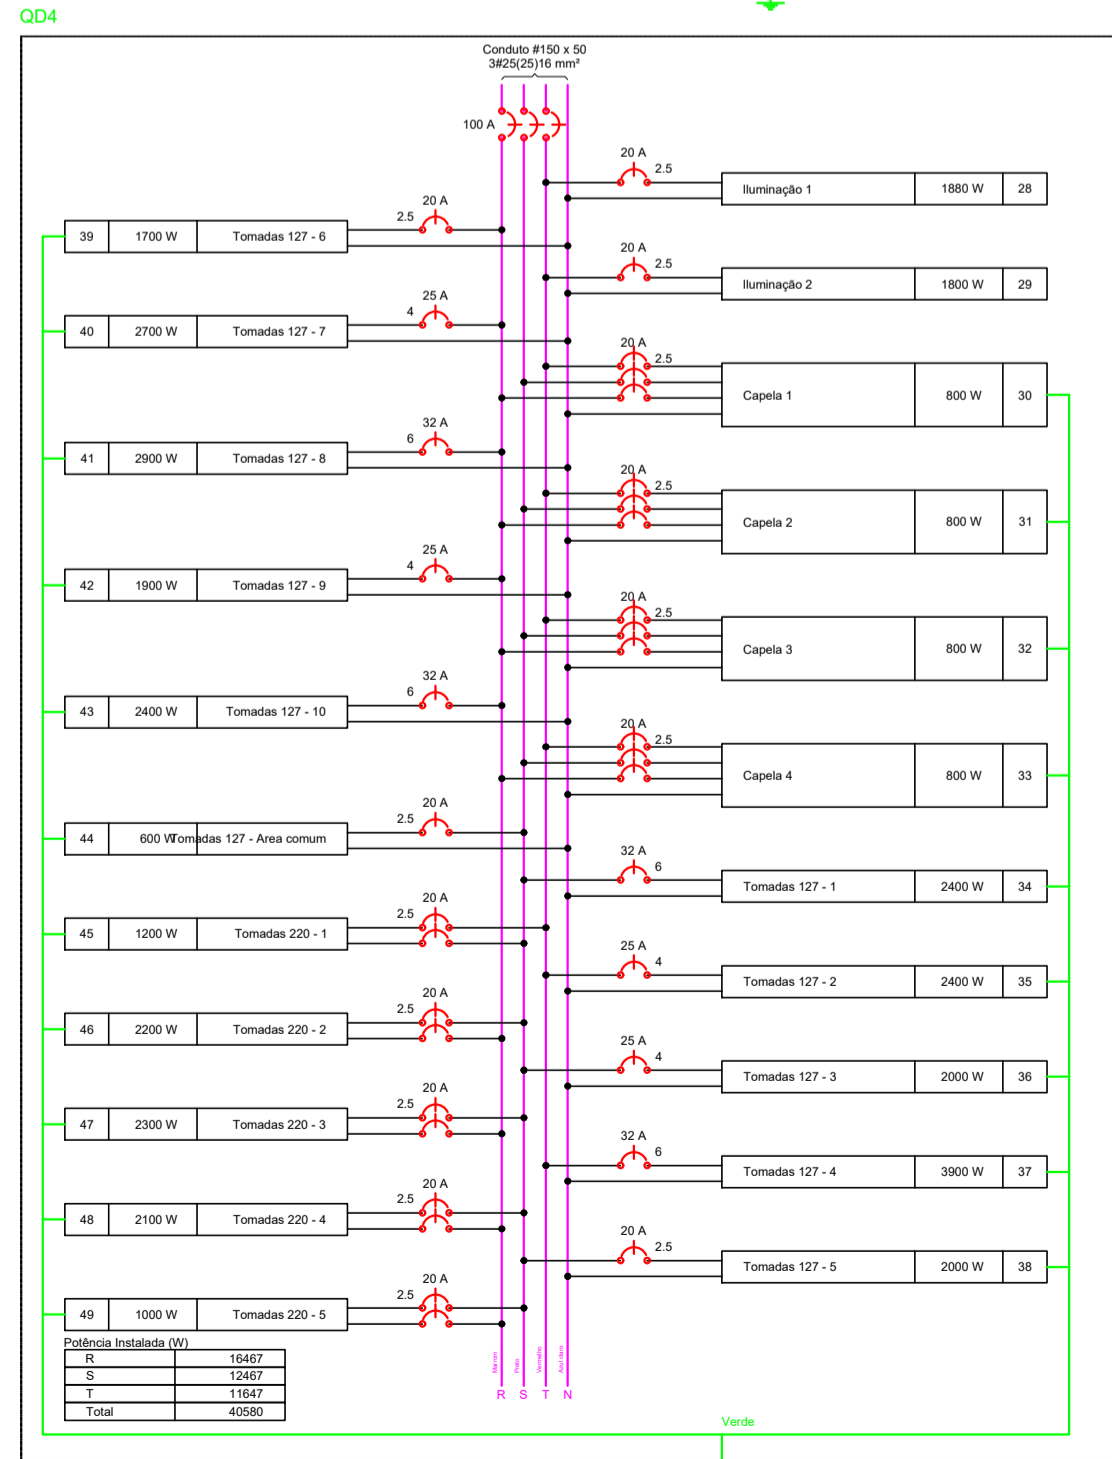 QD4
Conduto #150 x 50
3#25(25)16 mm²
100 A
20 A
2.5
Iluminação 1 1880 W 28
20 A
2.5
39 1700 W Tomadas 127 - 6
20 A
2.5
Iluminação 2 1800 W 29
25 A
4
40 2700 W Tomadas 127 - 7
20 A
2.5
Capela 1 800 W 30
32 A
6
41 2900 W Tomadas 127 - 8
20 A
2.5
Capela 2 800 W 31
25 A
4
42 1900 W Tomadas 127 - 9
20 A
2.5
Capela 3 800 W 32
32 A
6
43 2400 W Tomadas 127 - 10
20 A
2.5
Capela 4 800 W 33
20 A
2.5
44 600 W Tomadas 127 - Area comum
32 A
6
Tomadas 127 - 1 2400 W 34
20 A
2.5
45 1200 W Tomadas 220 - 1
25 A
4
Tomadas 127 - 2 2400 W 35
20 A
2.5
46 2200 W Tomadas 220 - 2
25 A
4
Tomadas 127 - 3 2000 W 36
20 A
2.5
47 2300 W Tomadas 220 - 3
32 A
6
Tomadas 127 - 4 3900 W 37
20 A
2.5
48 2100 W Tomadas 220 - 4
20 A
2.5
Tomadas 127 - 5 2000 W 38
20 A
2.5
49 1000 W Tomadas 220 - 5
Potência Instalada (W)
R 16467
S 12467
T 11647
Total 40580
Marrom
Preto
Vermelho
Azul claro
R S T N
Verde